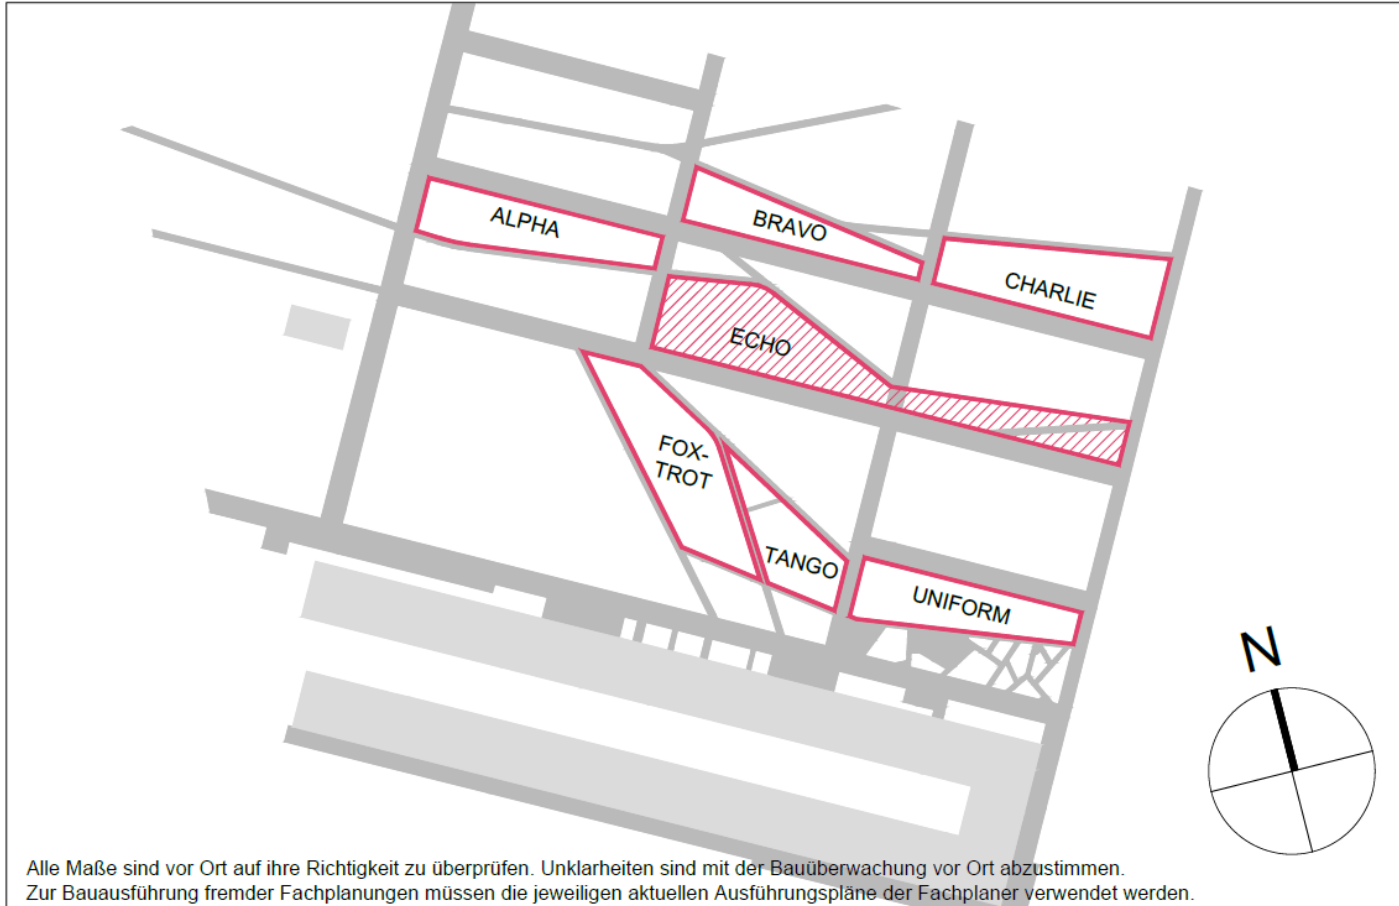 ALPHA
BRAVO
CHARLIE
ECHO
FOX-
TROT
TANGO
UNIFORM
N
Alle Maße sind vor Ort auf ihre Richtigkeit zu überprüfen. Unklarheiten sind mit der Bauüberwachung vor Ort abzustimmen.
Zur Bauausführung fremder Fachplanungen müssen die jeweiligen aktuellen Ausführungspläne der Fachplaner verwendet werden.